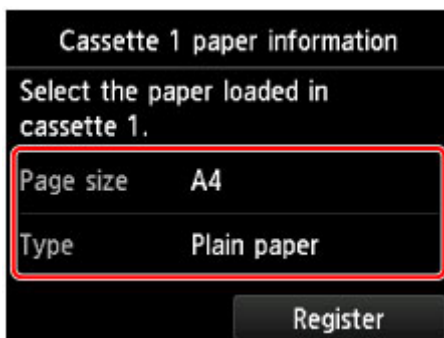 Cassette 1 paper information
Select the paper loaded in
cassette 1.
Page size A4
Type Plain paper
Register